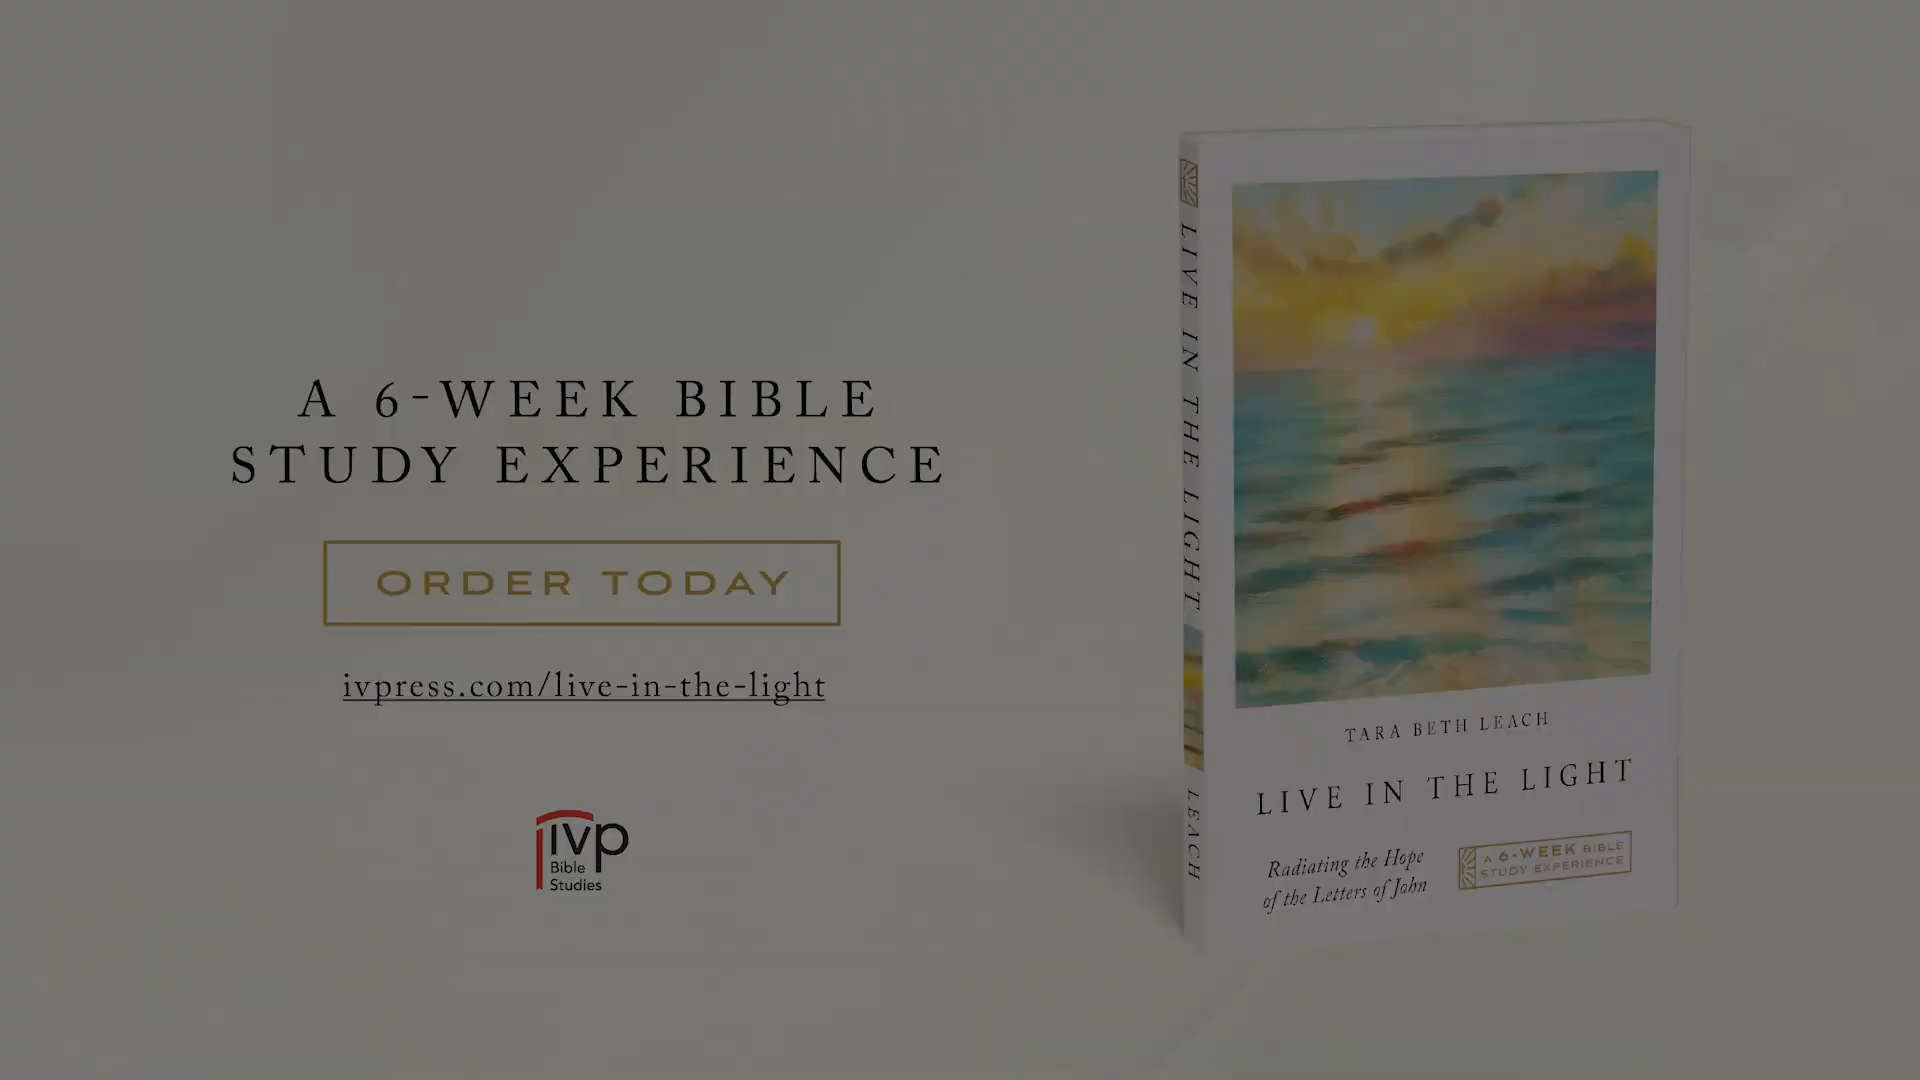 A 6-WEEK BIBLE
STUDY EXPERIENCE
ORDER TODAY
ivpress.com/live-in-the-light
ivp
Bible
Studies
LIVE IN THE LIGHT
LEACH
TARA BETH LEACH
LIVE IN THE LIGHT
Radiating the Hope
of the Letters of John
A 6-WEEK BIBLE
STUDY EXPERIENCE